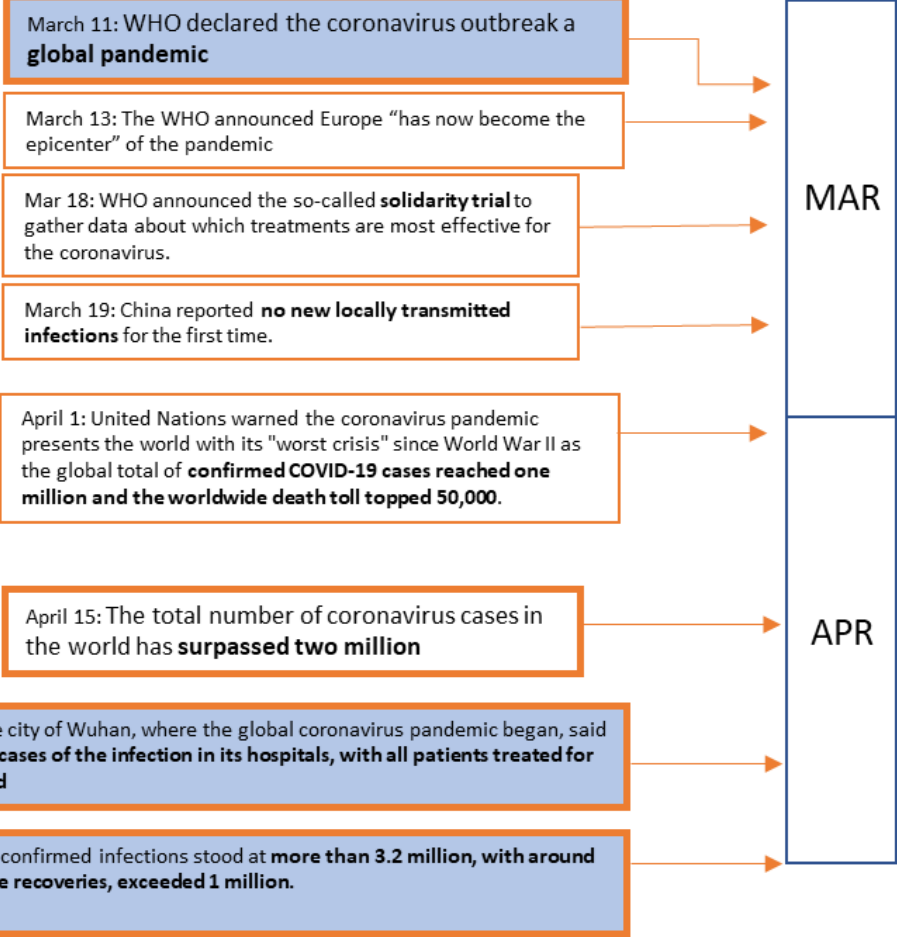 March 11: WHO declared the coronavirus outbreak a
global pandemic
March 13: The WHO announced Europe “has now become the
epicenter” of the pandemic
Mar 18: WHO announced the so-called solidarity trial to
gather data about which treatments are most effective for
the coronavirus.
March 19: China reported no new locally transmitted
infections for the first time.
MAR
April 1: United Nations warned the coronavirus pandemic
presents the world with its "worst crisis" since World War II as
the global total of confirmed COVID-19 cases reached one
million and the worldwide death toll topped 50,000.
April 15: The total number of coronavirus cases in
the world has surpassed two million
APR
city of Wuhan, where the global coronavirus pandemic began, said
cases of the infection in its hospitals, with all patients treated for
confirmed infections stood at more than 3.2 million, with around
recoveries, exceeded 1 million.